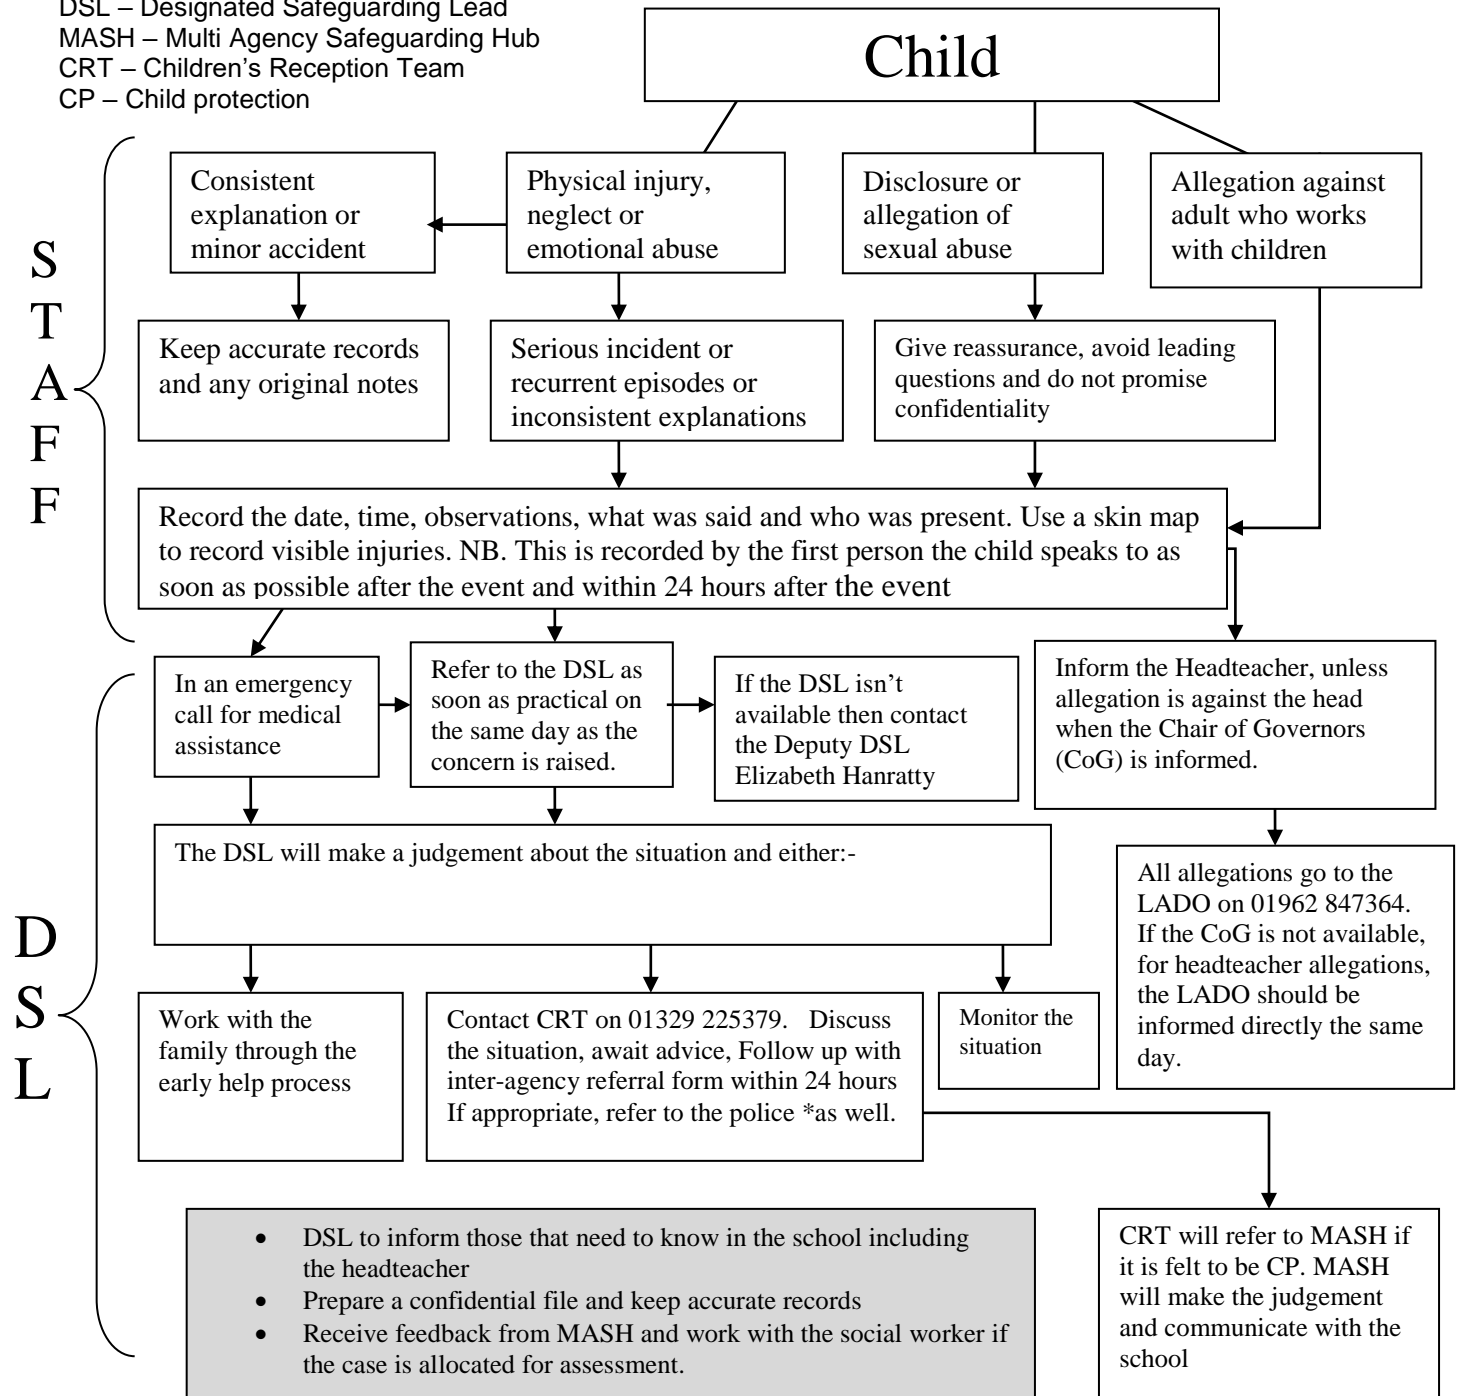 DSL – Designated Safeguarding Lead
MASH – Multi Agency Safeguarding Hub
CRT – Children's Reception Team
CP – Child protection
Child
S
T
A
F
F
Consistent
explanation or
minor accident
Physical injury,
neglect or
emotional abuse
Disclosure or
allegation of
sexual abuse
Allegation against
adult who works
with children
Keep accurate records
and any original notes
Serious incident or
recurrent episodes or
inconsistent explanations
Give reassurance, avoid leading
questions and do not promise
confidentiality
Record the date, time, observations, what was said and who was present. Use a skin map
to record visible injuries. NB. This is recorded by the first person the child speaks to as
soon as possible after the event and within 24 hours after the event
D
S
L
In an emergency
call for medical
assistance
Refer to the DSL as
soon as practical on
the same day as the
concern is raised.
If the DSL isn't
available then contact
the Deputy DSL
Elizabeth Hanratty
Inform the Headteacher, unless
allegation is against the head
when the Chair of Governors
(CoG) is informed.
The DSL will make a judgement about the situation and either:-
All allegations go to the
LADO on 01962 847364.
If the CoG is not available,
for headteacher allegations,
the LADO should be
informed directly the same
day.
Work with the
family through the
early help process
Contact CRT on 01329 225379. Discuss
the situation, await advice, Follow up with
inter-agency referral form within 24 hours
If appropriate, refer to the police *as well.
Monitor the
situation
• DSL to inform those that need to know in the school including
the headteacher
• Prepare a confidential file and keep accurate records
• Receive feedback from MASH and work with the social worker if
the case is allocated for assessment.
CRT will refer to MASH if
it is felt to be CP. MASH
will make the judgement
and communicate with the
school